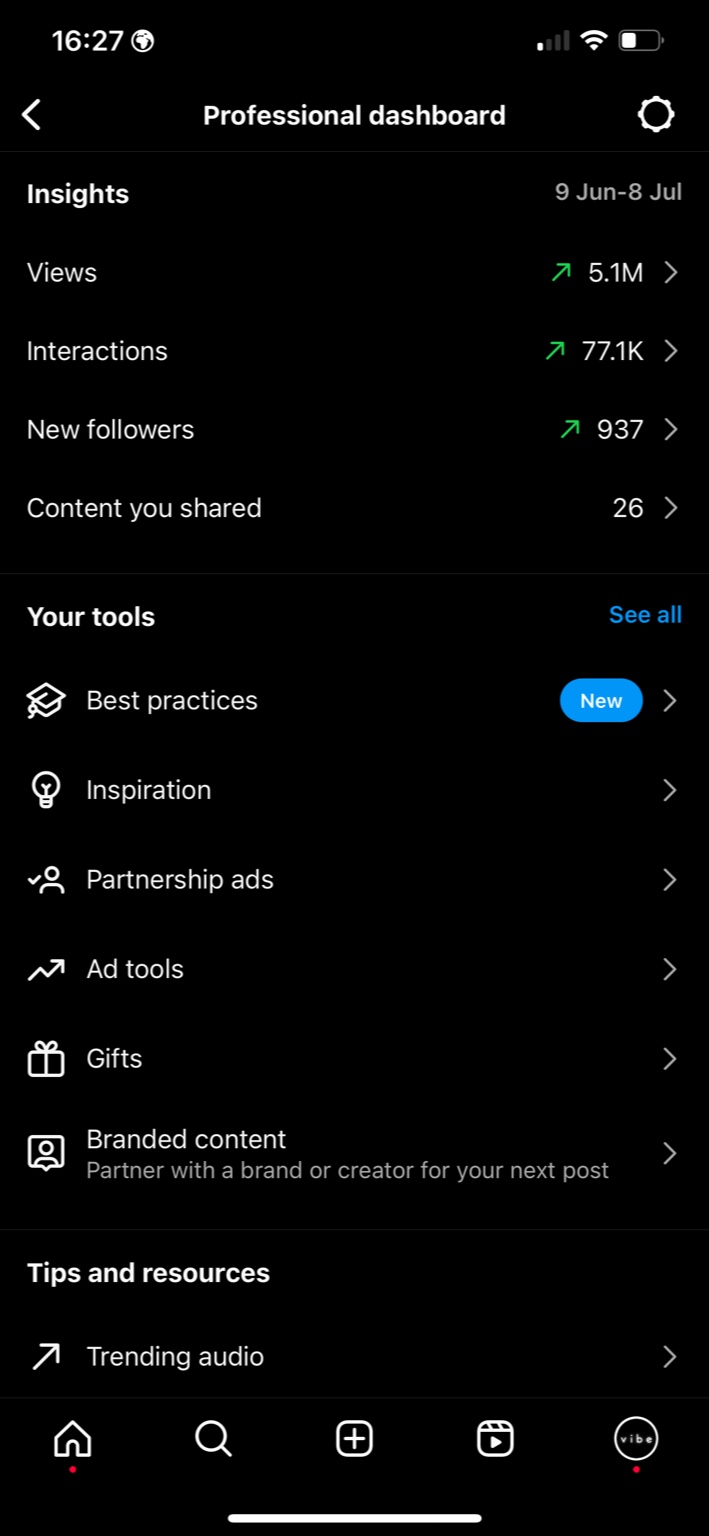 16:27
Professional dashboard
Insights
9 Jun-8 Jul
Views
5.1M
Interactions
77.1K
New followers
937
Content you shared
26
Your tools
See all
Best practices
New
Inspiration
Partnership ads
Ad tools
Gifts
Branded content
Partner with a brand or creator for your next post
Tips and resources
Trending audio
vibe